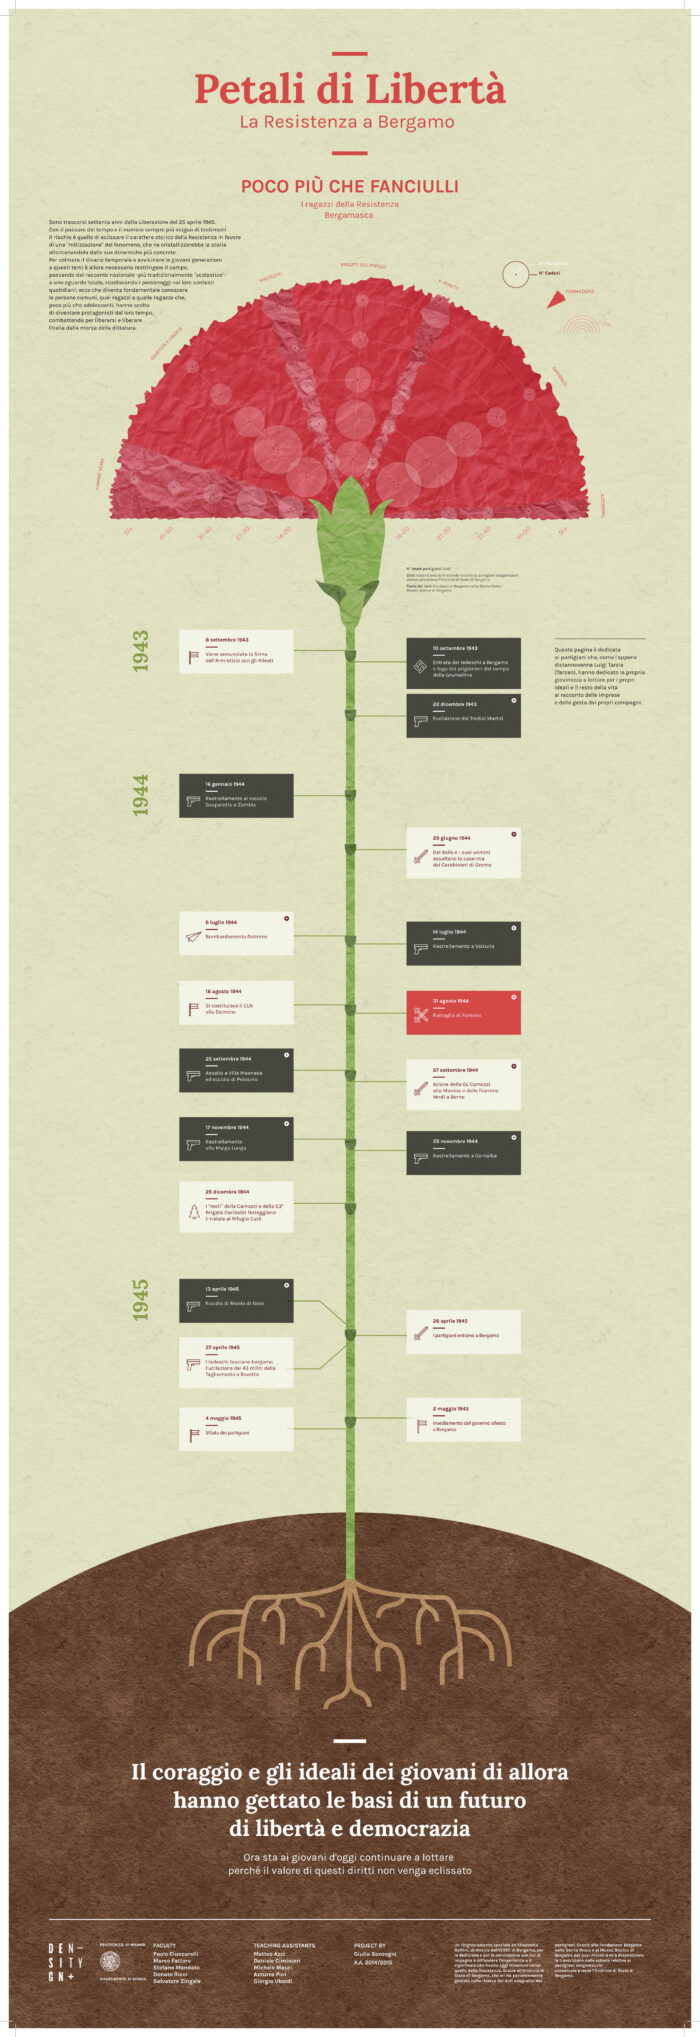 Petali di Libertà
La Resistenza a Bergamo
POCO PIÙ CHE FANCIULLI
I ragazzi della Resistenza
Bergamasca
Sono trascorsi settanta anni dalla Liberazione del 25 aprile 1945.
Con il passare del tempo e il numero sempre più esiguo di testimoni
il rischio è quello di eclissare il carattere storico della Resistenza in favore
di una "mitizzazione" del fenomeno, che ne cristallizzerebbe la storia
allontanandola dalle sue dinamiche più concrete.
Per colmare il divario temporale e avvicinare le giovani generazioni
a questi temi è allora necessario restringere il campo,
passando dal racconto nazionale -più tradizionalmente "scolastico"-
a uno sguardo locale, ricollocando i personaggi nei loro contesti
quotidiani: ecco che diventa fondamentale conoscere
le persone comuni, quei ragazzi e quelle ragazze che,
poco più che adolescenti, hanno scelto
di diventare protagonisti del loro tempo,
combattendo per liberarsi e liberare
l'Italia dalla morsa della dittatura.
N° Partigiani
N° Caduti
FORMAZIONE
ETÀ
FIAMME VERDI
GIUSTIZIA E LIBERTÀ
MATTEOTTI
BRIGATE DEL POPOLO
GARIBALDI
51+
41-50
31-40
21-30
14-20
14-20
21-30
31-40
41-50
51+
1943
8 settembre 1943
Viene annunciata la firma
dell'Armistizio con gli Alleati
10 settembre 1943
Entrata dei tedeschi a Bergamo
e fuga dei prigionieri dal campo
della Grumellina
22 dicembre 1943
Fucilazione dei Tredici Martiri
Questa pagina è dedicata
ai partigiani che, come l'appena
diciannovenne Luigi Tarzia
(Tarzan), hanno dedicato la propria
giovinezza a lottare per i propri
ideali e il resto della vita
al racconto delle imprese
e delle gesta dei propri compagni.
1944
16 gennaio 1944
Rastrellamento al roccolo
Gasparotto a Zambla
29 giugno 1944
Del Bello e i suoi uomini
assaltano la caserma
dei Carabinieri di Gromo
6 luglio 1944
Bombardamento Dalmine
14 luglio 1944
Rastrellamento a Valzurio
18 agosto 1944
Si costituisce il CLN
alla Dalmine
31 agosto 1944
Battaglia di Fonteno
25 settembre 1944
Assalto a Villa Masnada
ed eccidio di Petosino
27 settembre 1944
Azione della GL Camozzi
alla Manina e delle Fiamme
Verdi a Borno
17 novembre 1944
Rastrellamento
alla Malga Lunga
25 novembre 1944
Rastrellamento a Cornalba
25 dicembre 1944
I "resti" della Camozzi e della 53°
Brigata Garibaldi festeggiano
il natale al Rifugio Curò
1945
13 aprile 1945
Eccidio di Monte di Nese
26 aprile 1945
I partigiani entrano a Bergamo
27 aprile 1945
I tedeschi lasciano bergamo
Fucilazione dei 43 militi della
Tagliamento a Rovetta
2 maggio 1945
Insediamento del governo alleato
a Bergamo
4 maggio 1945
Sfilata dei partigiani
Il coraggio e gli ideali dei giovani di allora
hanno gettato le basi di un futuro
di libertà e democrazia
Ora sta ai giovani d'oggi continuare a lottare
perché il valore di questi diritti non venga eclissato
DEN—
SITY
GN+
POLITECNICO DI MILANO
DIPARTIMENTO DI DESIGN
FACULTY
Paolo Ciuccarelli
Marco Fattore
Stefano Mandato
Donato Ricci
Salvatore Zingale
TEACHING ASSISTANTS
Matteo Azzi
Daniele Ciminieri
Michele Mauri
Azzurra Pini
Giorgio Uboldi
PROJECT BY
Giulia Sonzogni
A.A. 2014/2015